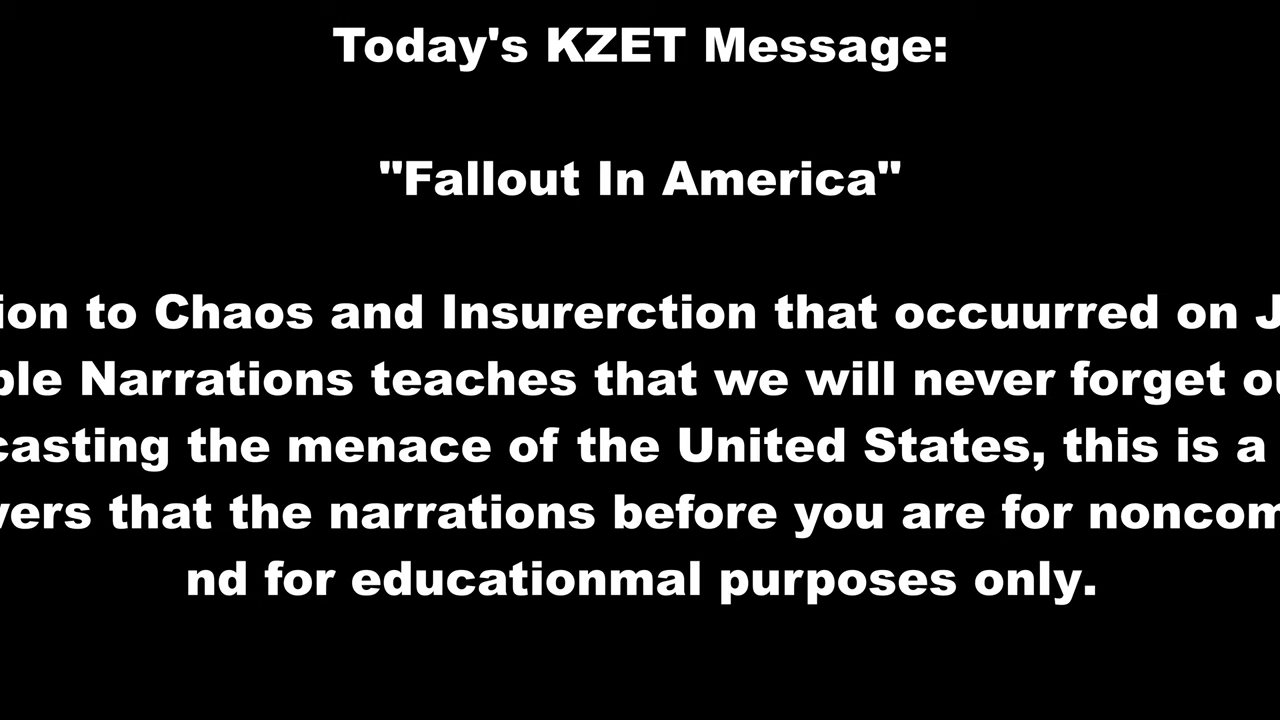 Today's KZET Message:
"Fallout In America"
ion to Chaos and Insurerction that occuurred on J
ble Narrations teaches that we will never forget ou
casting the menace of the United States, this is a
vers that the narrations before you are for noncom
nd for educationmal purposes only.